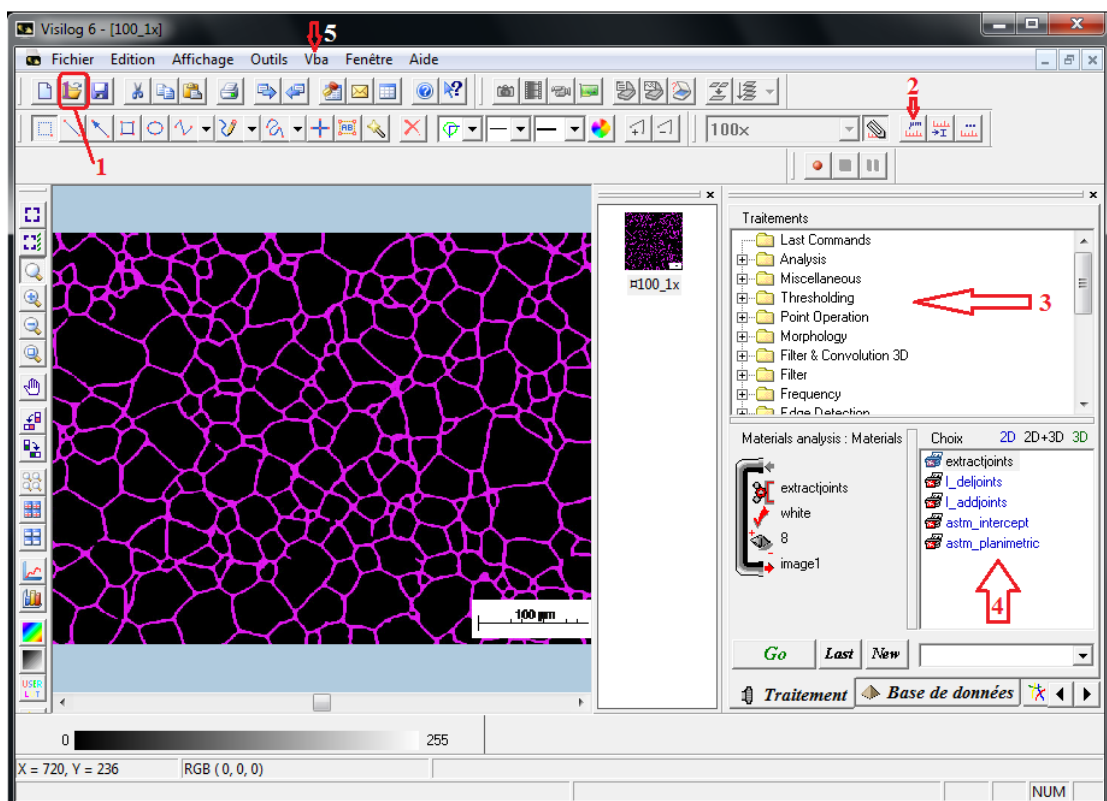 Visilog 6 - [100_1x]
5
Fichier Edition Affichage Outils Vba Fenêtre Aide
AB
100x
µm
2
1
Traitements
Last Commands
Analysis
Miscellaneous
Thresholding
3
Point Operation
Morphology
Filter & Convolution 3D
Filter
Frequency
Edge Detection
¤100_1x
100 µm
Materials analysis : Materials
extractjoints
white
8
image1
Choix 2D 2D+3D 3D
extractjoints
l_deljoints
l_addjoints
astm_intercept
astm_planimetric
4
Go Last New
Traitement Base de données
USER
L T
0 255
X = 720, Y = 236 RGB ( 0, 0, 0)
NUM